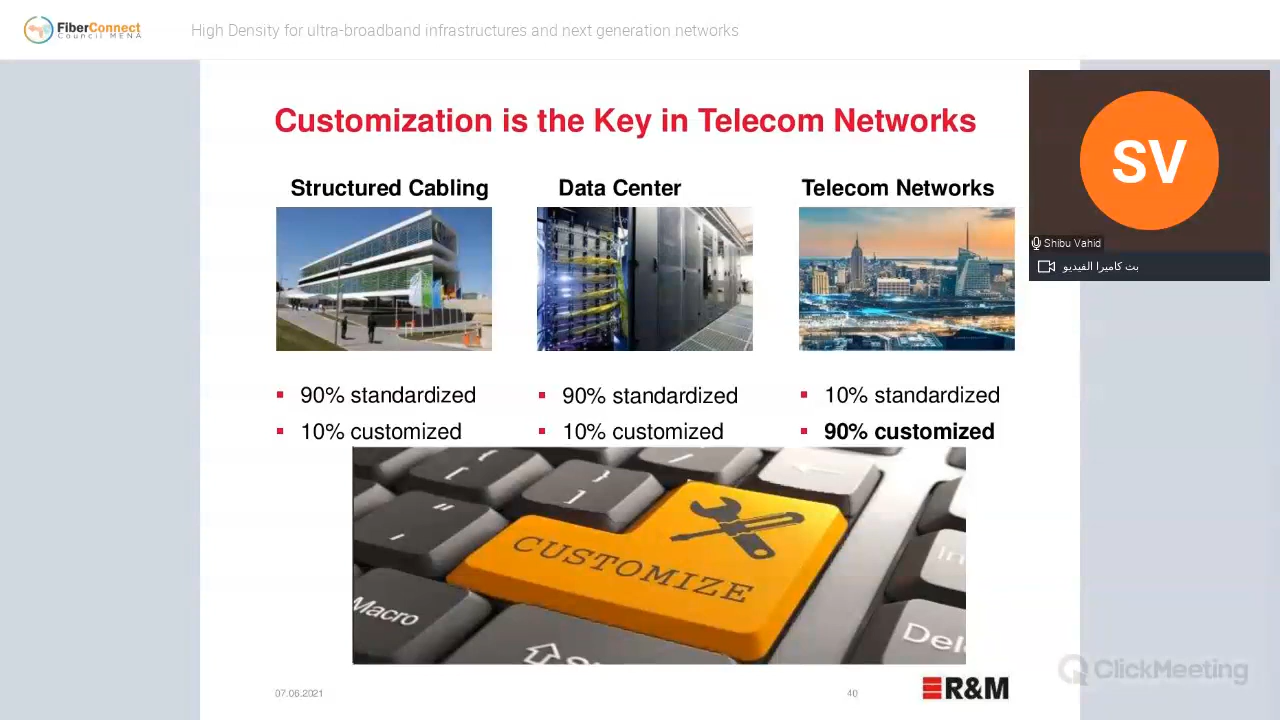 FiberConnect
Council MENA
High Density for ultra-broadband infrastructures and next generation networks
Customization is the Key in Telecom Networks
SV
Shibu Vahid
بث كاميرا الفيديو
Structured Cabling
Data Center
Telecom Networks
90% standardized
10% customized
90% standardized
10% customized
10% standardized
90% customized
CUSTOMIZE
Macro
In
Del
07.06.2021
40
R&M
ClickMeeting